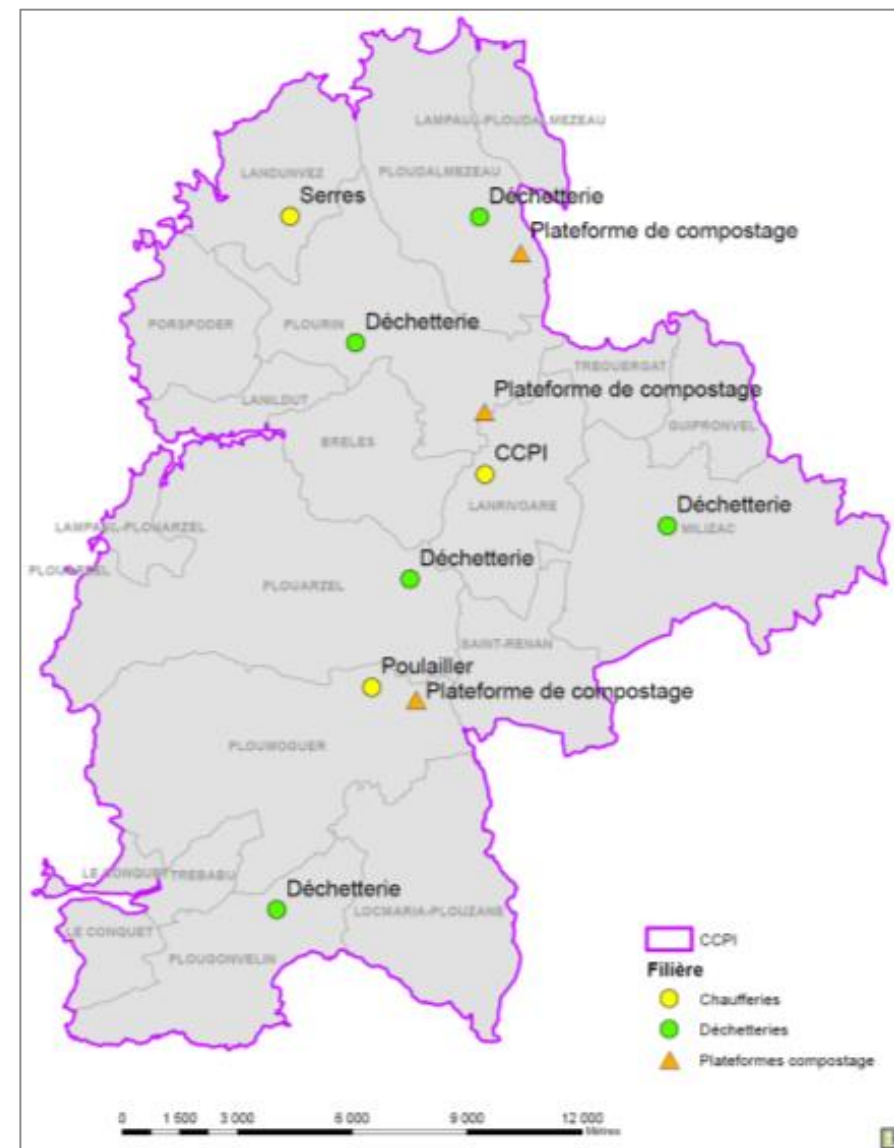 LAMPAUL-PLOUDALMEZEAU
LANDUNVEZ
PLOUDALMEZEAU
Serres
Déchetterie
Plateforme de compostage
PORSPODER
PLOURIN
Déchetterie
TREOUERGAT
LANILDUT
Plateforme de compostage
GUIPRONVEL
BRELES
CCPI
LANRIVOARE
Déchetterie
MILIZAC
LAMPAUL-PLOUARZEL
Déchetterie
PLOUARZEL
PLOUARZEL
SAINT-RENAN
Poulailler
Plateforme de compostage
PLOUMOGUER
LE CONQUET
TREBABU
Déchetterie
LOCMARIA-PLOUZANE
LE CONQUET
PLOUGONVELIN
CCPI
Filière
Chaufferies
Déchetteries
Plateformes compostage
0 1 500 3 000 6 000 9 000 12 000
Mètres